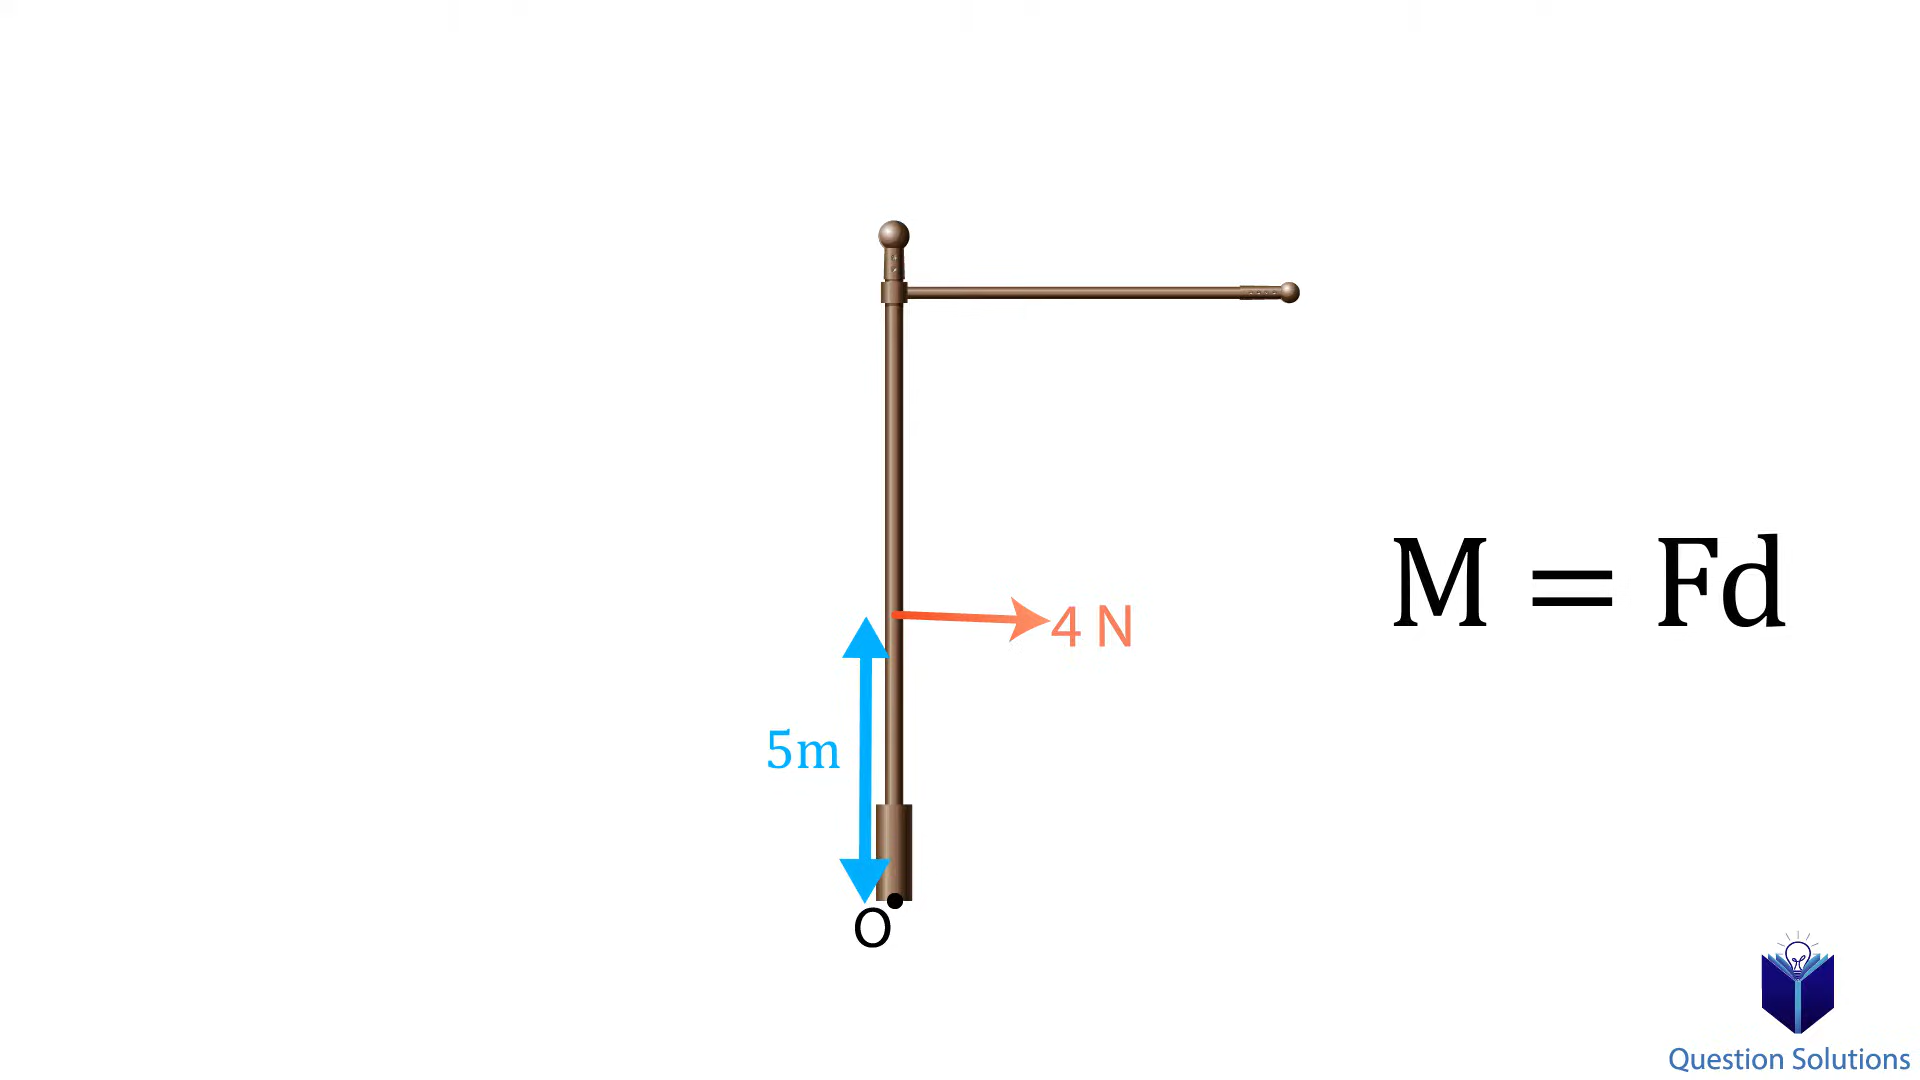 4 N
M = Fd
5m
O
Question Solutions